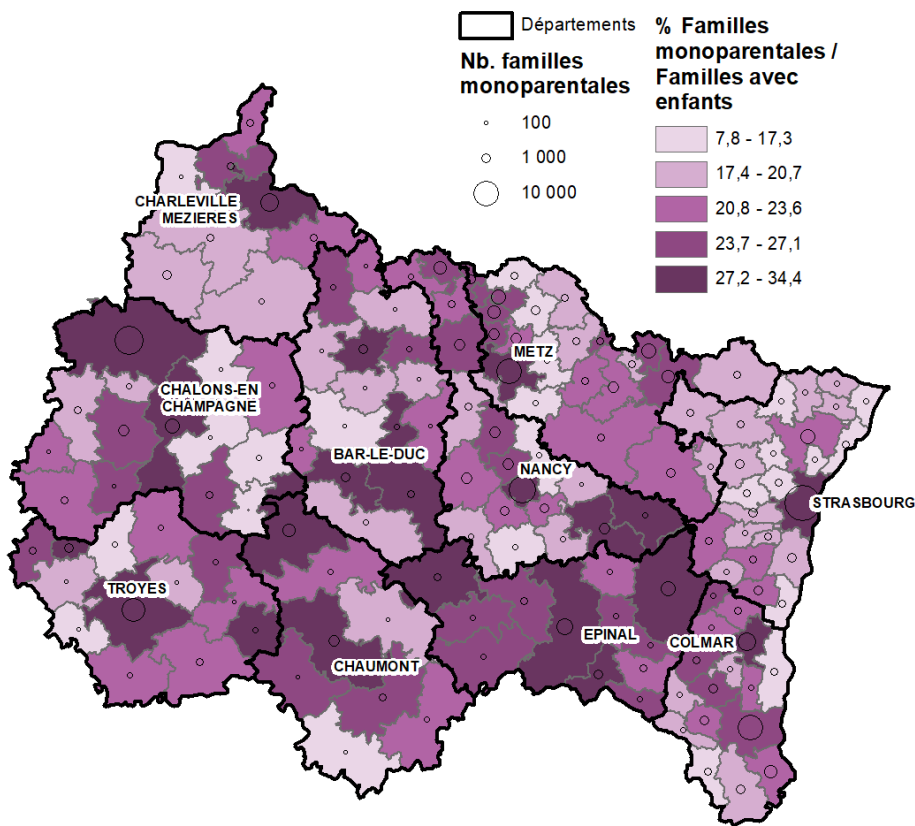 Départements
Nb. familles
monoparentales
100
1 000
10 000
% Familles
monoparentales /
Familles avec
enfants
7,8 - 17,3
17,4 - 20,7
20,8 - 23,6
23,7 - 27,1
27,2 - 34,4
CHARLEVILLE
MEZIERES
METZ
CHALONS-EN
CHAMPAGNE
BAR-LE-DUC
NANCY
STRASBOURG
TROYES
EPINAL
COLMAR
CHAUMONT